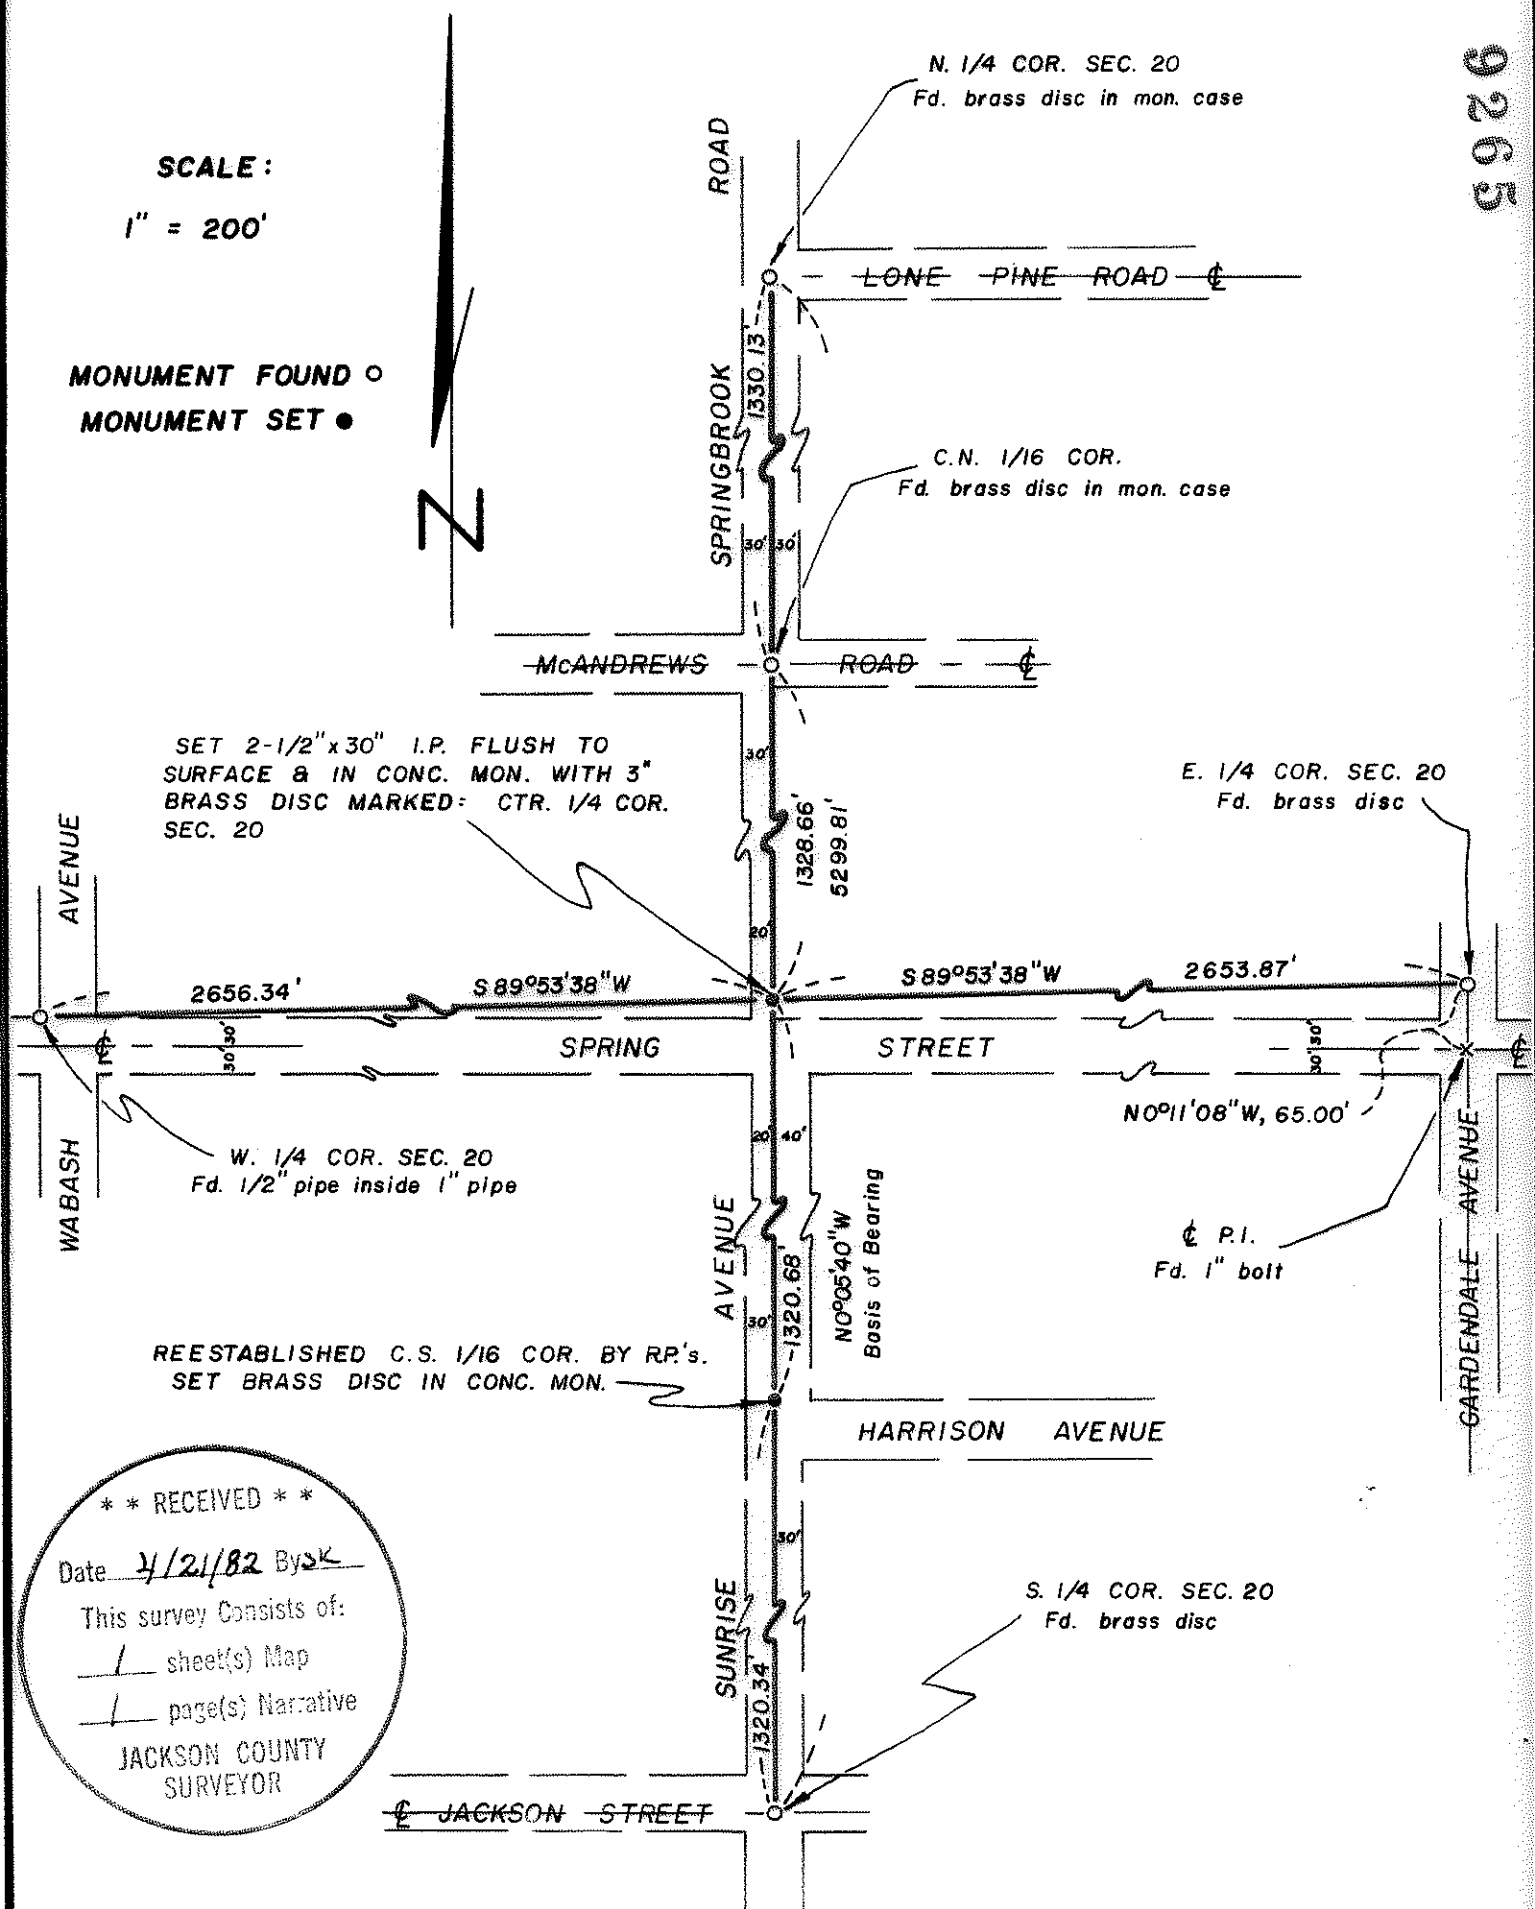 9265
N. 1/4 COR. SEC. 20
Fd. brass disc in mon. case
SCALE:
1" = 200'
ROAD
LONE PINE ROAD ℄
MONUMENT FOUND ○
MONUMENT SET ●
1330.13'
SPRINGBROOK
C.N. 1/16 COR.
Fd. brass disc in mon. case
N
30' 30'
McANDREWS ROAD ℄
SET 2-1/2"x30" I.P. FLUSH TO
SURFACE & IN CONC. MON. WITH 3"
BRASS DISC MARKED: CTR. 1/4 COR.
SEC. 20
30'
E. 1/4 COR. SEC. 20
Fd. brass disc
1328.66'
5299.81'
AVENUE
20'
2656.34'
S89°53'38"W
S89°53'38"W
2653.87'
℄
30' 30'
SPRING STREET
30' 30'
℄
N0°11'08"W, 65.00'
20' 40'
W. 1/4 COR. SEC. 20
Fd. 1/2" pipe inside 1" pipe
WABASH
AVENUE
N0°05'40"W
Basis of Bearing
℄ P.I.
Fd. 1" bolt
GARDENDALE AVENUE
1320.68'
30'
REESTABLISHED C.S. 1/16 COR. BY R.P.'s.
SET BRASS DISC IN CONC. MON.
HARRISON AVENUE
* * RECEIVED * *
Date 4/21/82 By SK
This survey Consists of:
1 sheet(s) Map
1 page(s) Narrative
JACKSON COUNTY
SURVEYOR
30'
SUNRISE
S. 1/4 COR. SEC. 20
Fd. brass disc
1320.34'
℄ JACKSON STREET